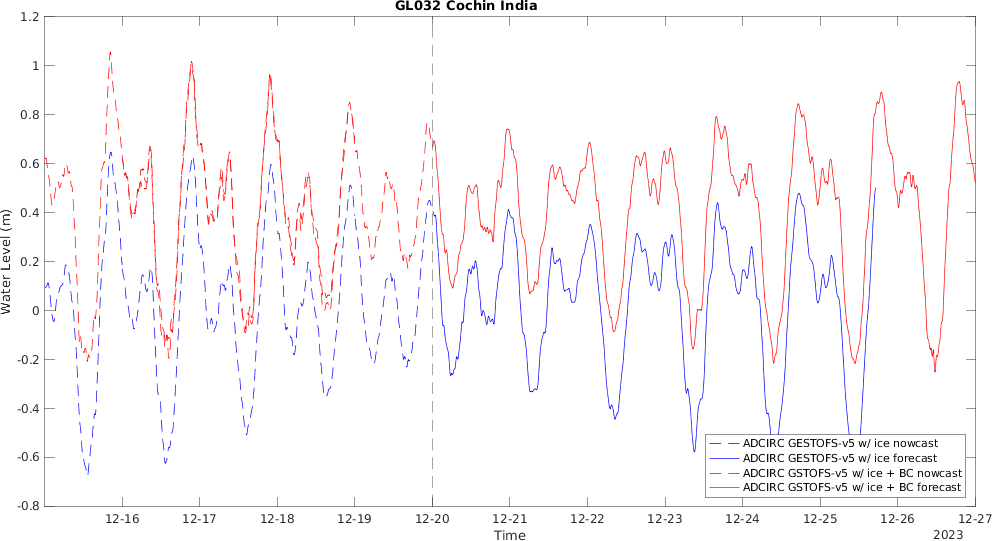 GL032 Cochin India
1.2
1
0.8
0.6
0.4
0.2
0
-0.2
-0.4
-0.6
-0.8
Water Level (m)
ADCIRC GESTOFS-v5 w/ ice nowcast
ADCIRC GESTOFS-v5 w/ ice forecast
ADCIRC GSTOFS-v5 w/ ice + BC nowcast
ADCIRC GSTOFS-v5 w/ ice + BC forecast
12-16 12-17 12-18 12-19 12-20 12-21 12-22 12-23 12-24 12-25 12-26 12-27
Time
2023